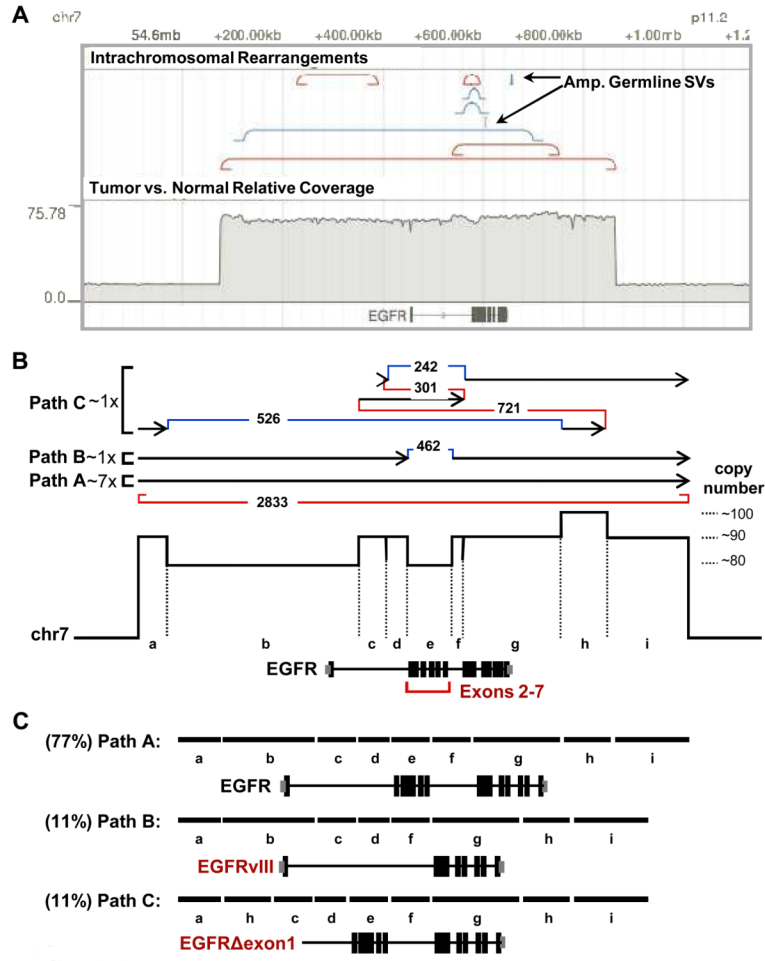 A
chr7
p11.2
54.6mb +200.00kb +400.00kb +600.00kb +800.00kb +1.00mb +1.2
Intrachromosomal Rearrangements
Amp. Germline SVs
Tumor vs. Normal Relative Coverage
75.78
0.0
EGFR
B
242
Path C ~1x
301
721
526
Path B ~1x
462
Path A ~7x
copy number
2833
~100
~90
~80
chr7
a b c d e f g h i
EGFR
Exons 2-7
C
(77%) Path A:
a b c d e f g h i
EGFR
(11%) Path B:
a b c d f g h i
EGFRvIII
(11%) Path C:
a h c d e f g h i
EGFRΔexon1